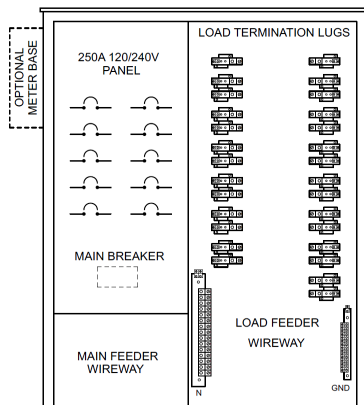 OPTIONAL
METER BASE
250A 120/240V
PANEL
MAIN BREAKER
MAIN FEEDER
WIREWAY
LOAD TERMINATION LUGS
LOAD FEEDER
WIREWAY
N
GND